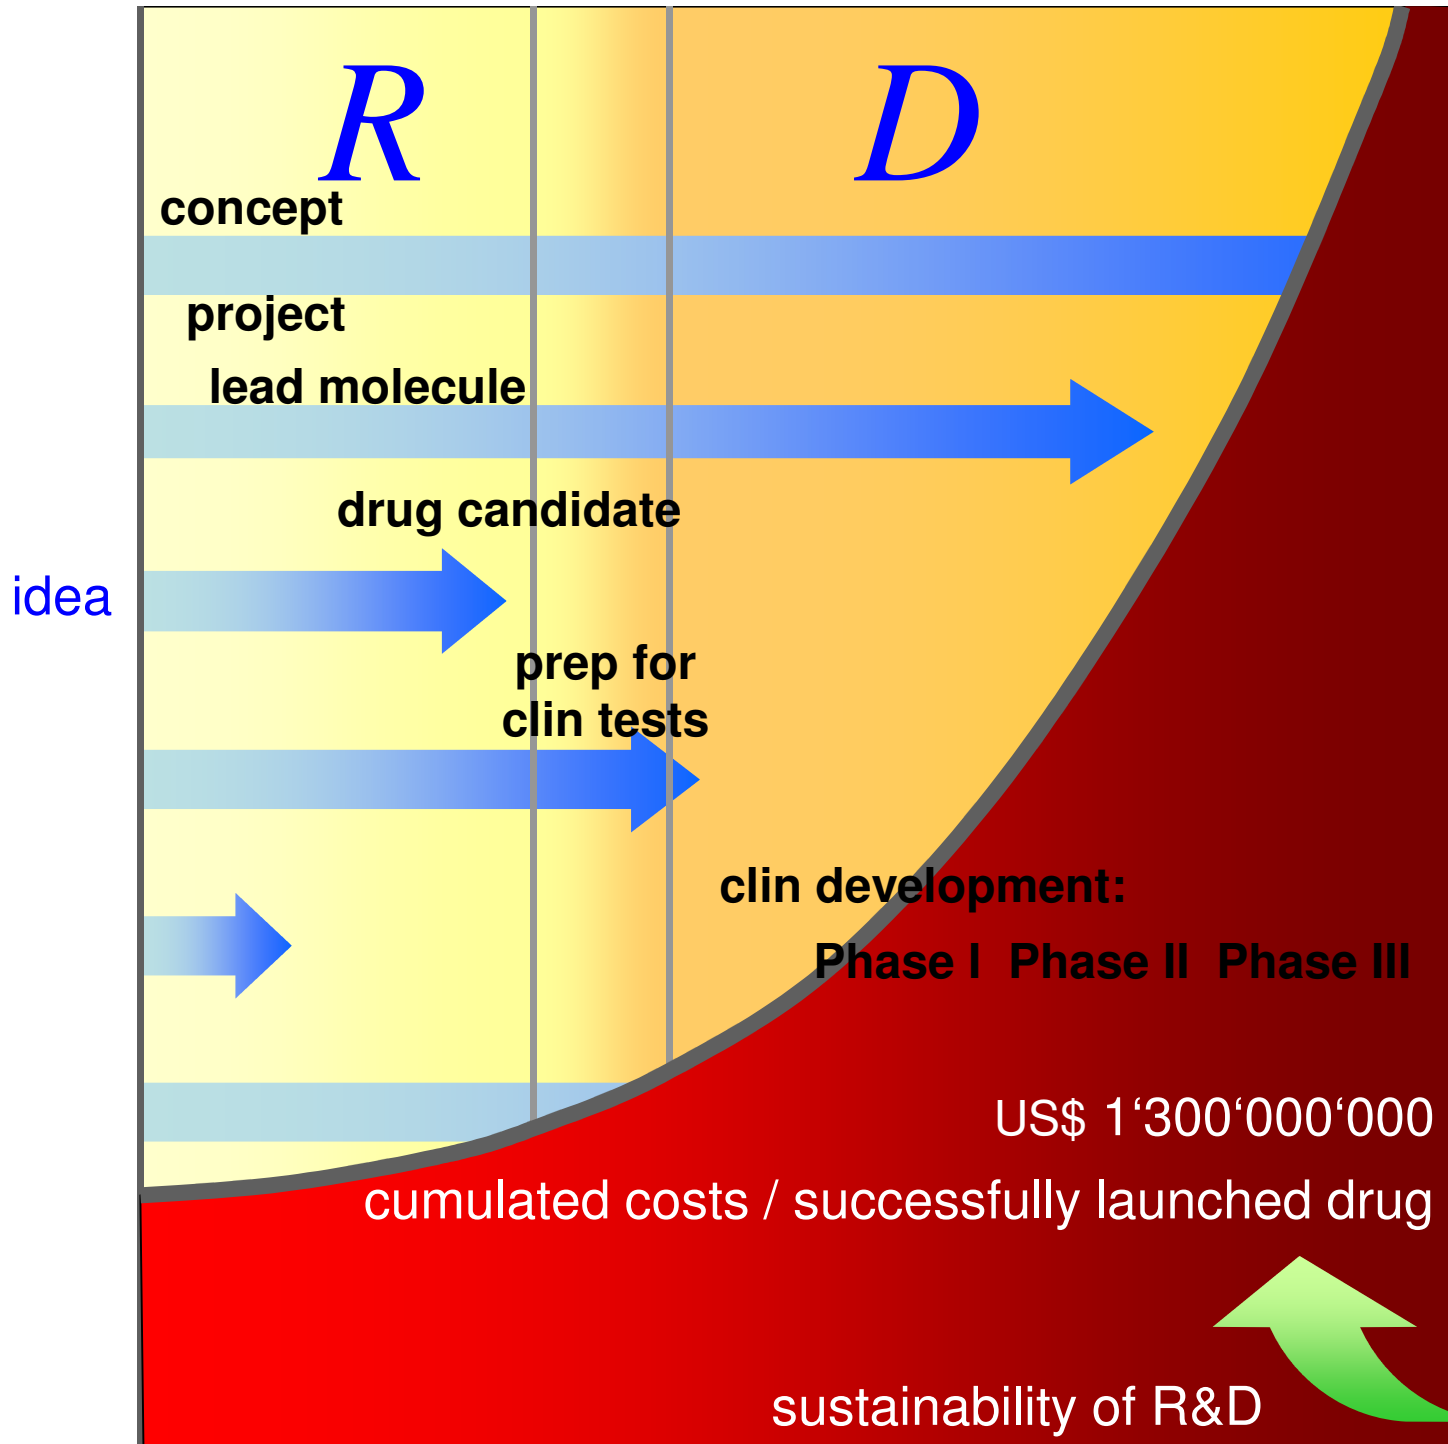 R D
concept
project
lead molecule
drug candidate
idea
prep for
clin tests
clin development:
Phase I Phase II Phase III
US$ 1‘300‘000‘000
cumulated costs / successfully launched drug
sustainability of R&D